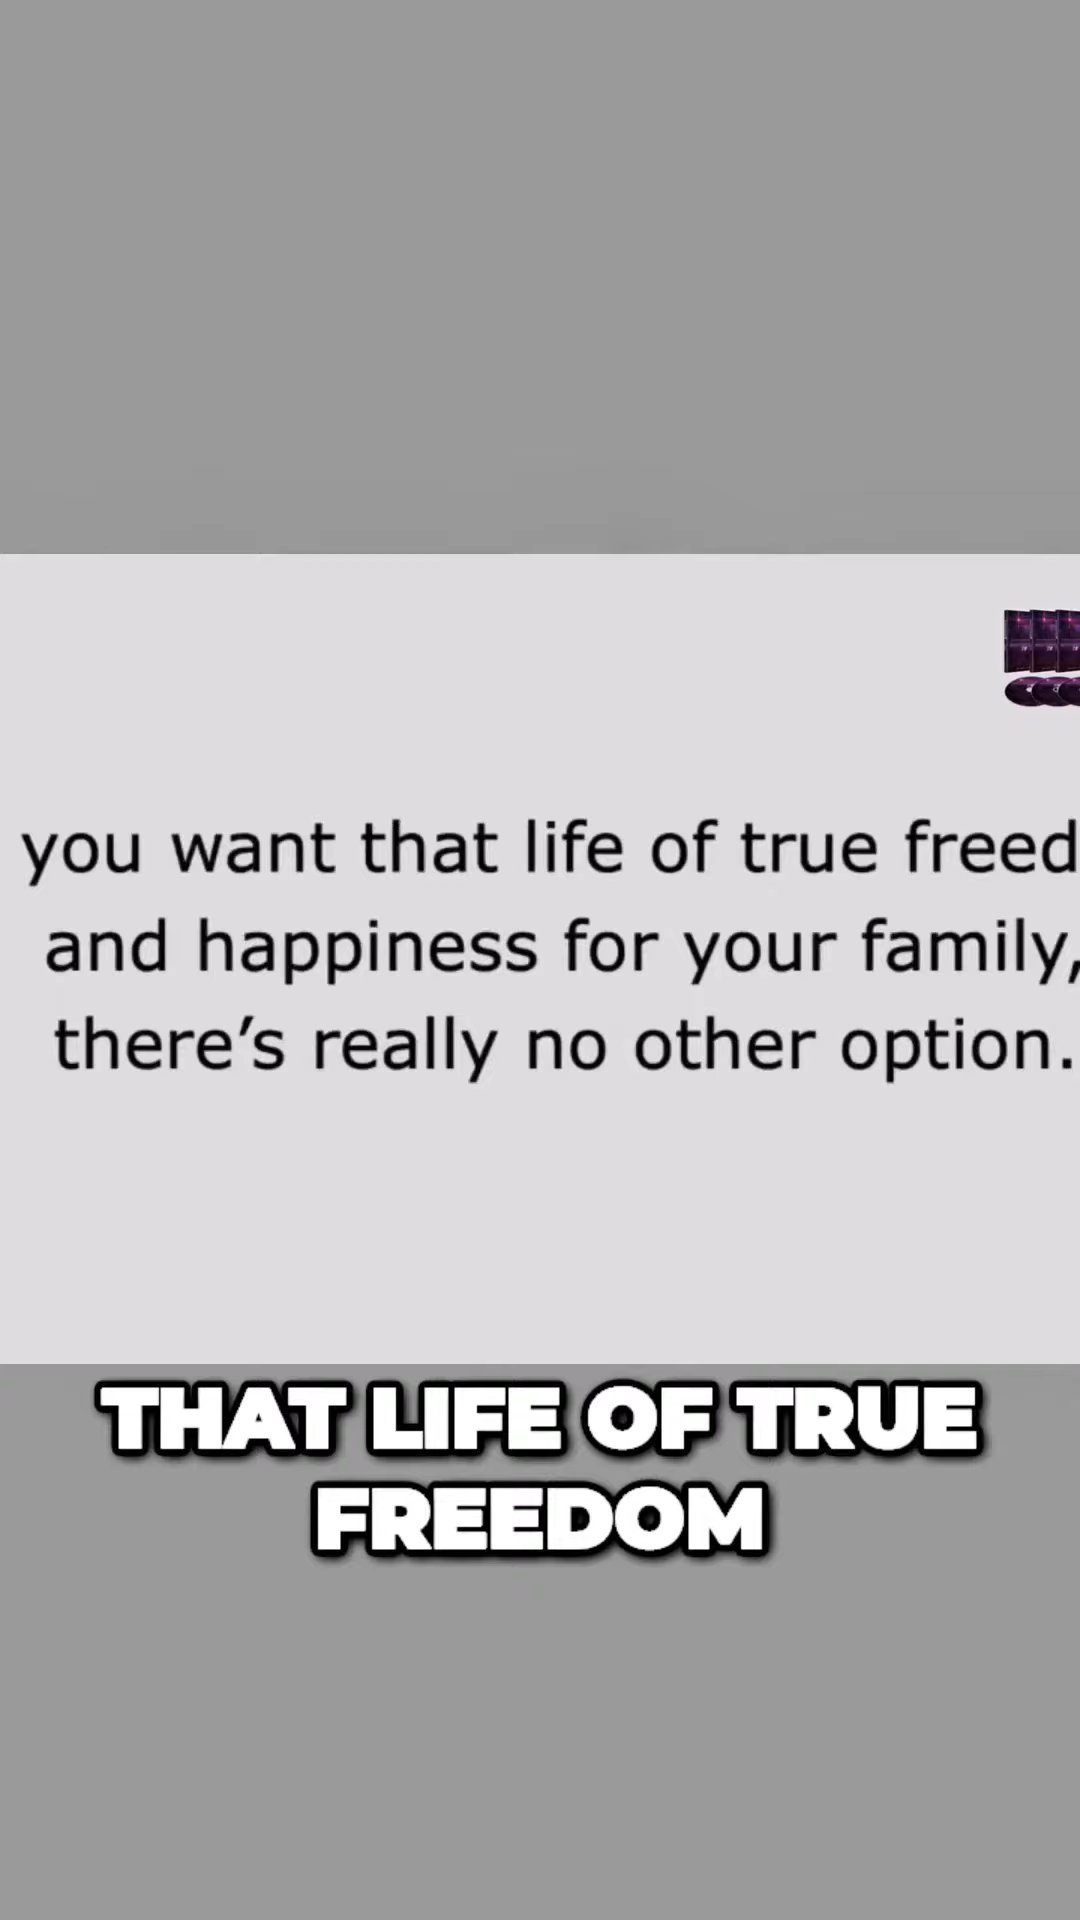 you want that life of true freed
and happiness for your family,
there’s really no other option.
THAT LIFE OF TRUE
FREEDOM